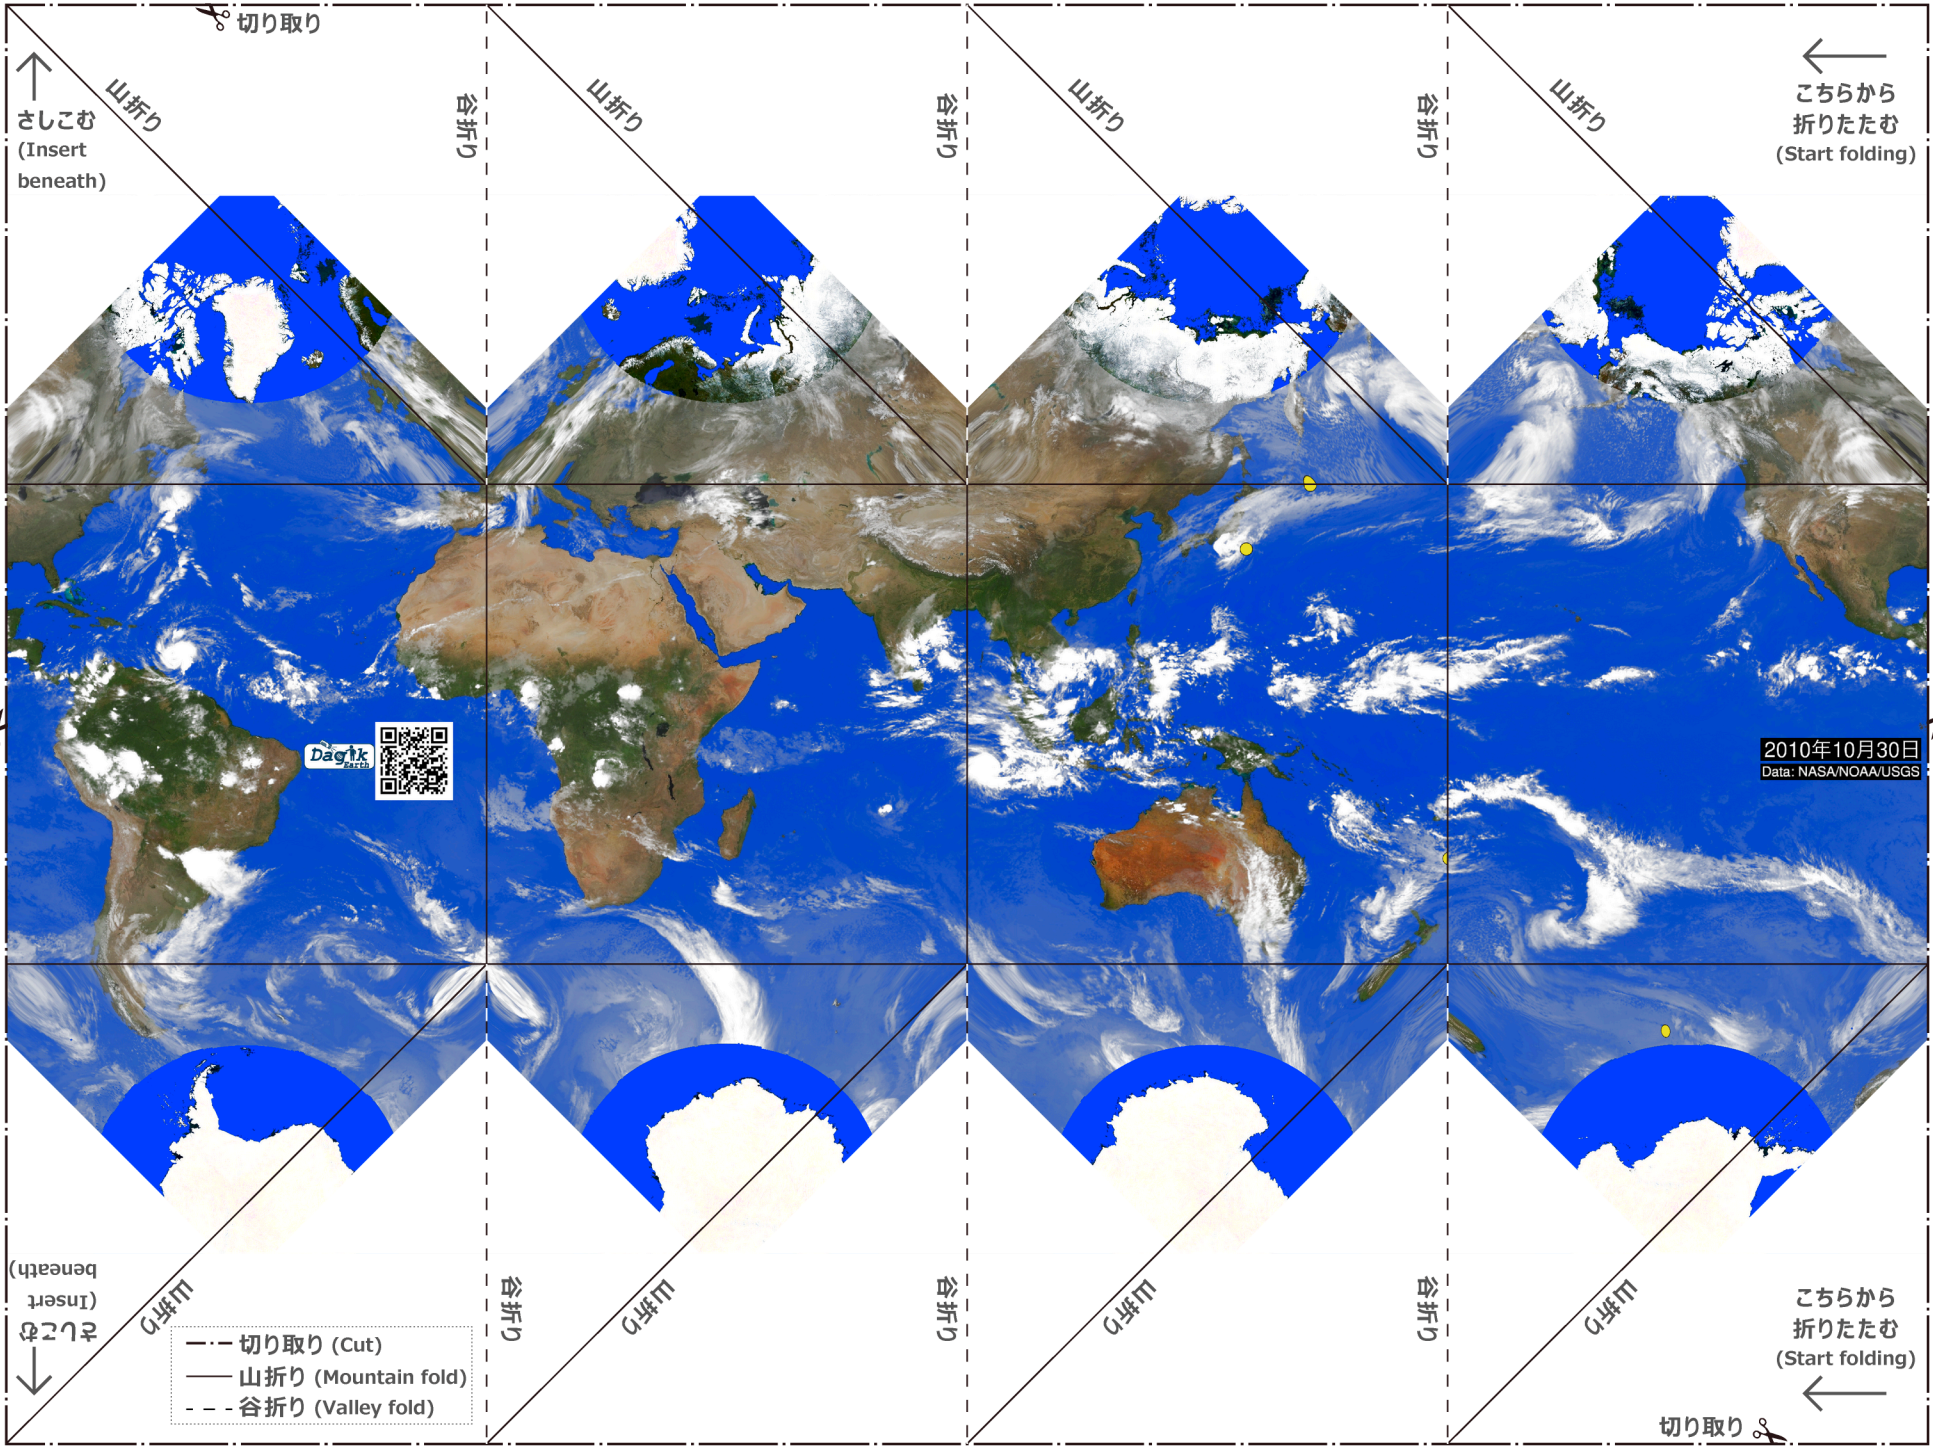 切り取り
山折り
谷折り
山折り
谷折り
山折り
谷折り
山折り
さしこむ
(Insert
beneath)
こちらから
折りたたむ
(Start folding)
Dagik
Earth
2010年10月30日
Data: NASA/NOAA/USGS
さしこむ
(Insert
beneath)
山折り
谷折り
山折り
谷折り
山折り
谷折り
山折り
切り取り (Cut)
山折り (Mountain fold)
谷折り (Valley fold)
こちらから
折りたたむ
(Start folding)
切り取り